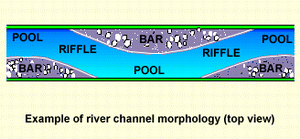 POOL BAR POOL
RIFFLE RIFFLE
BAR POOL BAR
Example of river channel morphology (top view)